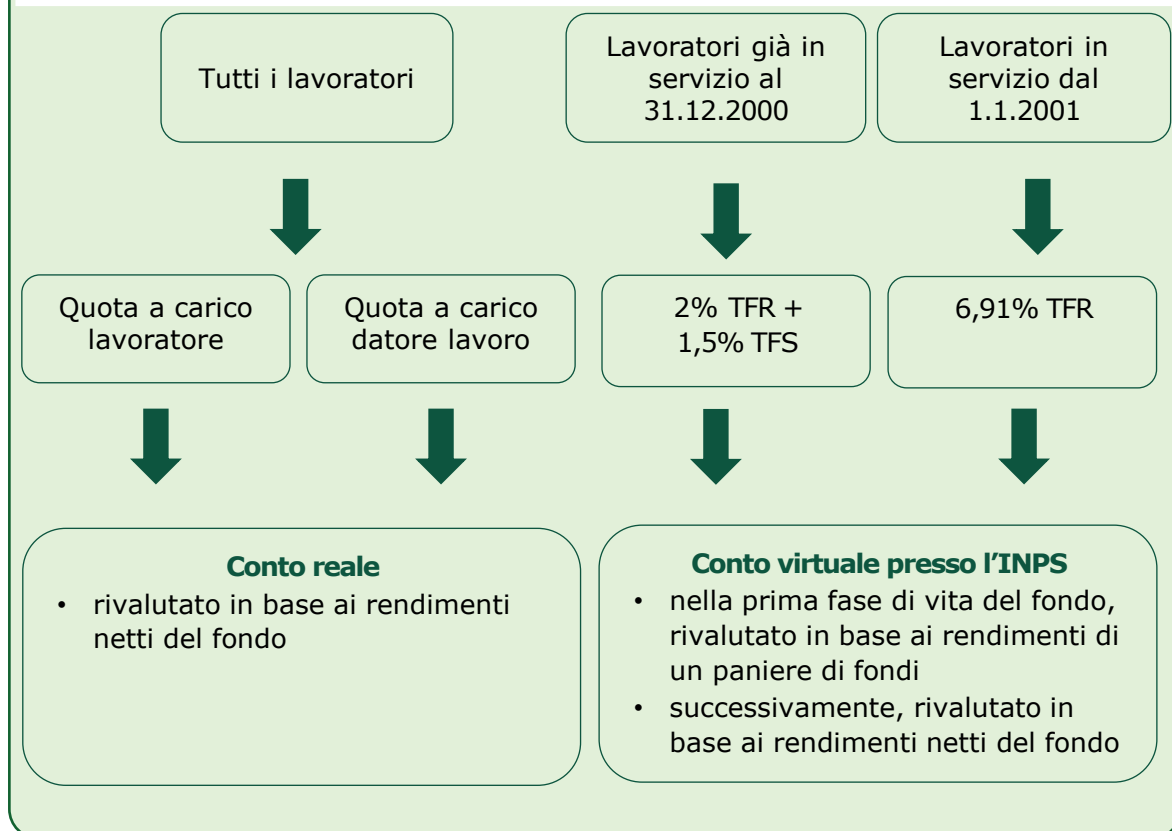 Tutti i lavoratori
Lavoratori già in
servizio al
31.12.2000
Lavoratori in
servizio dal
1.1.2001
Quota a carico
lavoratore
Quota a carico
datore lavoro
2% TFR +
1,5% TFS
6,91% TFR
Conto reale
• rivalutato in base ai rendimenti
netti del fondo
Conto virtuale presso l'INPS
• nella prima fase di vita del fondo,
rivalutato in base ai rendimenti di
un paniere di fondi
• successivamente, rivalutato in
base ai rendimenti netti del fondo